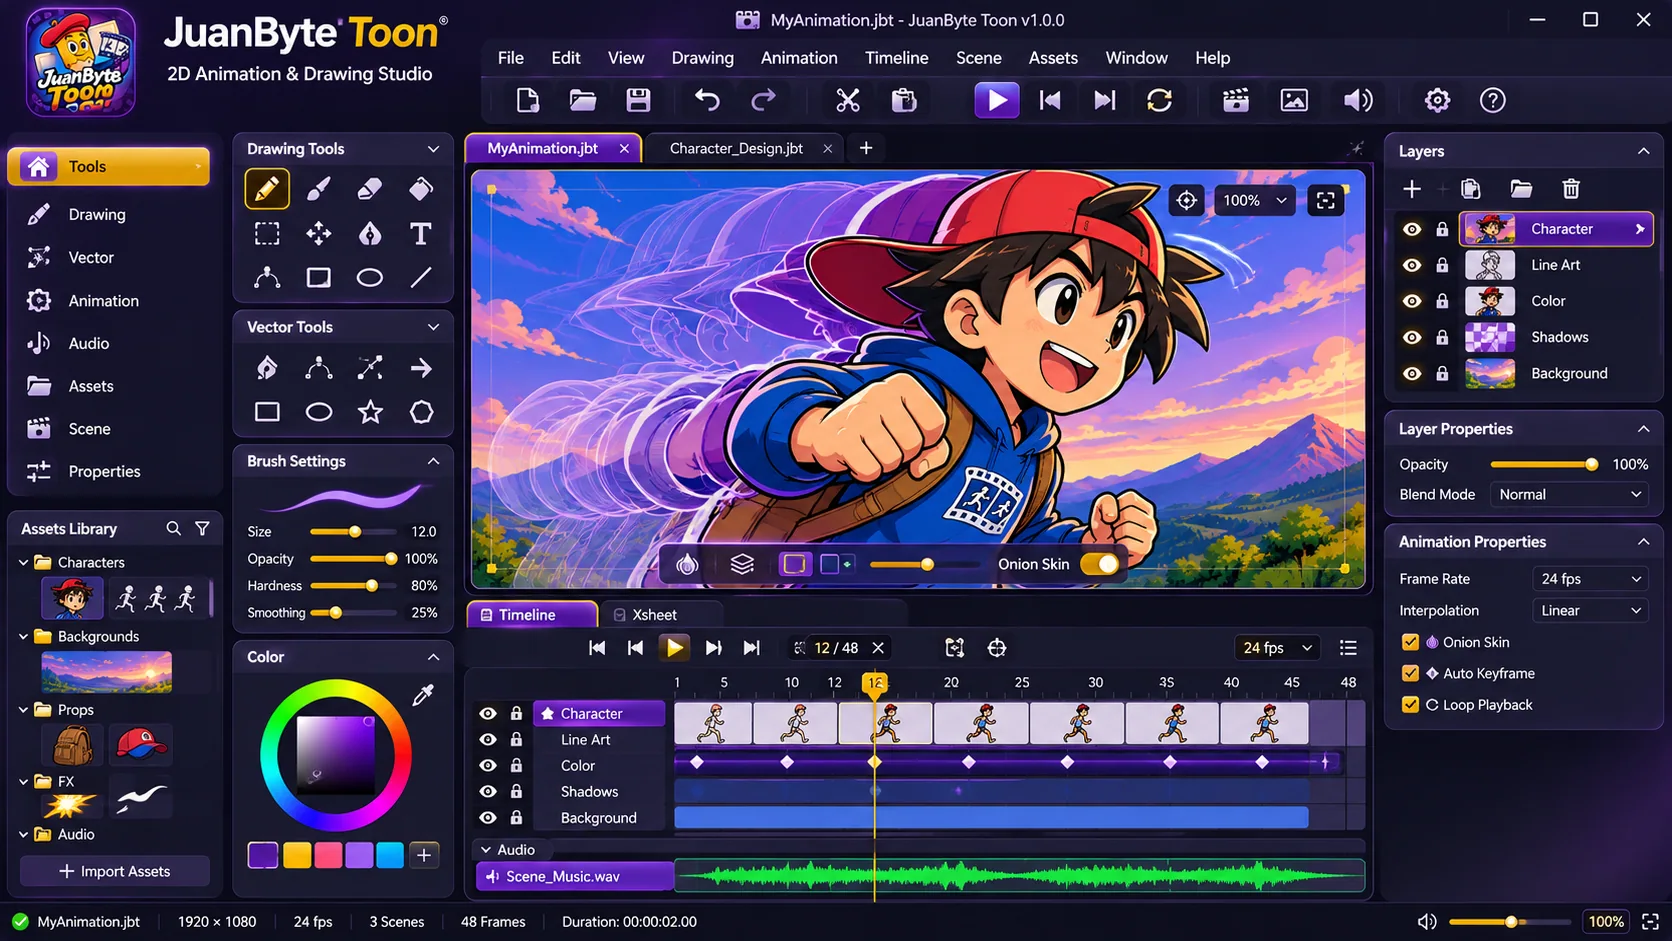 JuanByte Toon
2D Animation & Drawing Studio
JuanByte
Toon
MyAnimation.jbt - JuanByte Toon v1.0.0
File Edit View Drawing Animation Timeline Scene Assets Window Help
Tools
Drawing
Vector
Animation
Audio
Assets
Scene
Properties
Assets Library
Characters
Backgrounds
Props
FX
Audio
+ Import Assets
Drawing Tools
Vector Tools
Brush Settings
Size 12.0
Opacity 100%
Hardness 80%
Smoothing 25%
Color
MyAnimation.jbt × Character_Design.jbt × +
100%
Onion Skin
Timeline Xsheet
12 / 48 ×
24 fps
1 5 10 12 12 20 25 30 35 40 45 48
Character
Line Art
Color
Shadows
Background
Audio
Scene_Music.wav
Layers
Character
Line Art
Color
Shadows
Background
Layer Properties
Opacity 100%
Blend Mode Normal
Animation Properties
Frame Rate 24 fps
Interpolation Linear
Onion Skin
Auto Keyframe
Loop Playback
MyAnimation.jbt 1920 × 1080 24 fps 3 Scenes 48 Frames Duration: 00:00:02.00 100%